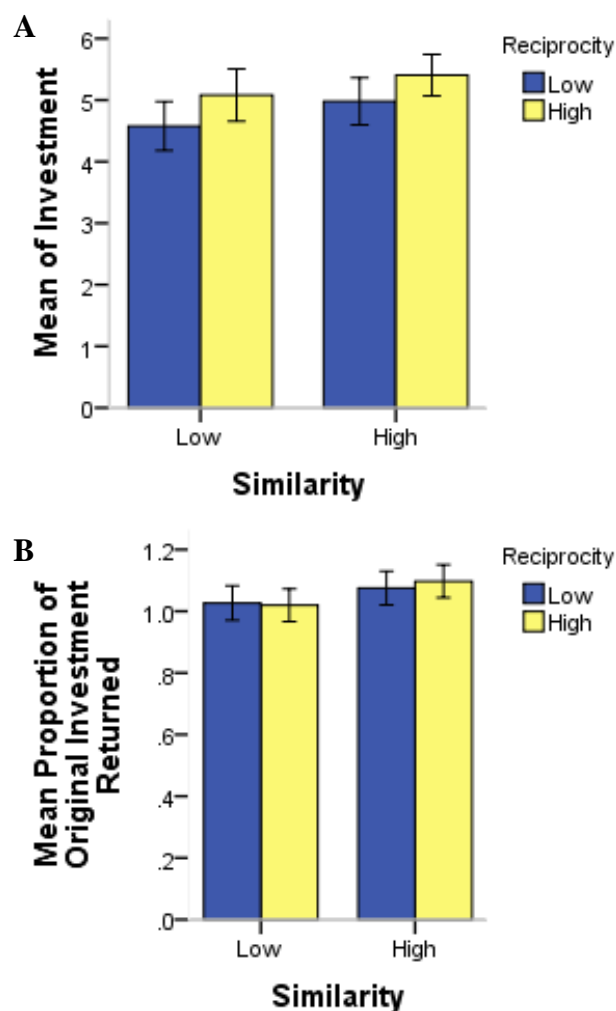 A
Mean of Investment
6
5
4
3
2
1
0
Low
High
Similarity
Reciprocity
Low
High
B
Mean Proportion of
Original Investment
Returned
1.2
1.0
.8
.6
.4
.2
.0
Low
High
Similarity
Reciprocity
Low
High